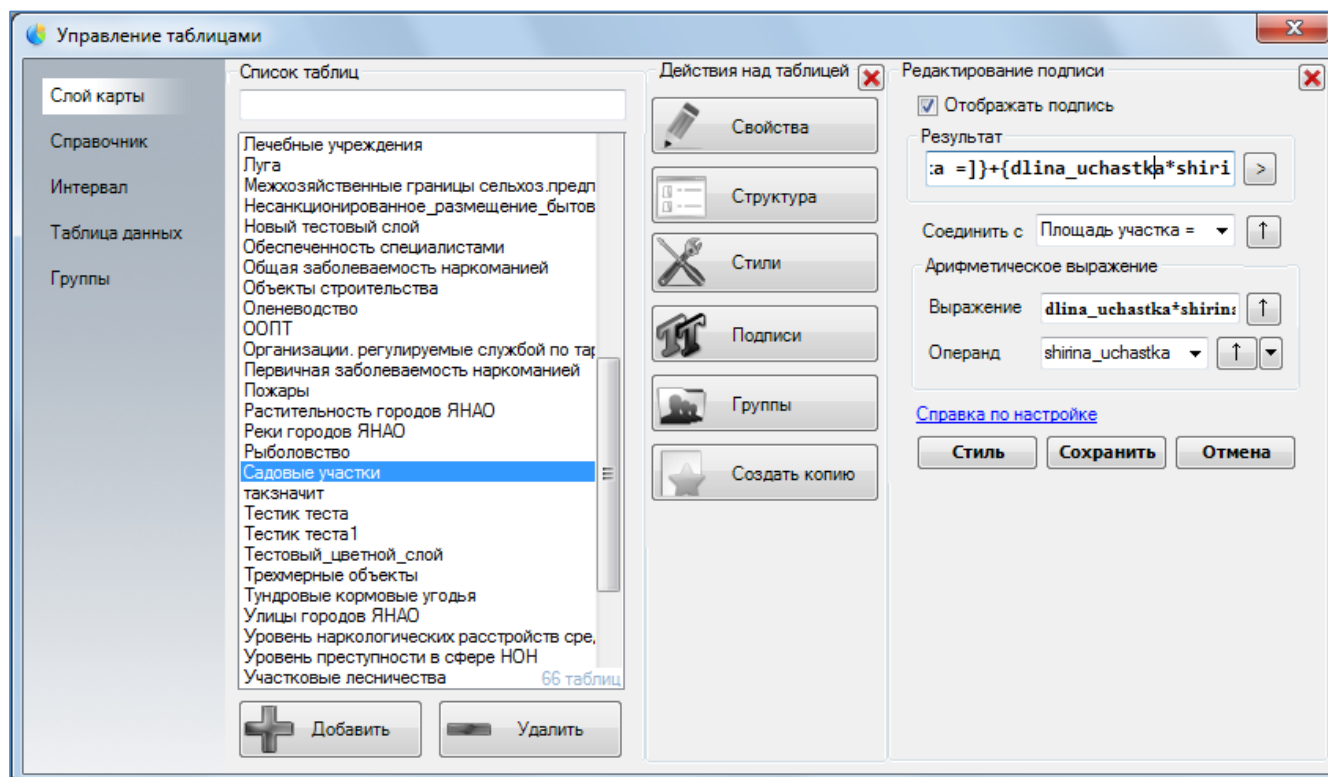 Управление таблицами
Слой карты
Справочник
Интервал
Таблица данных
Группы
Список таблиц
Лечебные учреждения
Луга
Межхозяйственные границы сельхоз.предп
Несанкционированное_размещение_бытов
Новый тестовый слой
Обеспеченность специалистами
Общая заболеваемость наркоманией
Объекты строительства
Оленеводство
ООПТ
Организации. регулируемые службой по тар
Первичная заболеваемость наркоманией
Пожары
Растительность городов ЯНАО
Реки городов ЯНАО
Рыболовство
Садовые участки
такзначит
Тестик теста
Тестик теста1
Тестовый_цветной_слой
Трехмерные объекты
Тундровые кормовые угодья
Улицы городов ЯНАО
Уровень наркологических расстройств сре,
Уровень преступности в сфере НОН
Участковые лесничества
66 таблиц
Добавить
Удалить
Действия над таблицей
Свойства
Структура
Стили
Подписи
Группы
Создать копию
Редактирование подписи
Отображать подпись
Результат
:a =]}+{dlina_uchastka*shiri
>
Соединить с Площадь участка = ↑
Арифметическое выражение
Выражение dlina_uchastka*shirina ↑
Операнд shirina_uchastka ↑
Справка по настройке
Стиль Сохранить Отмена